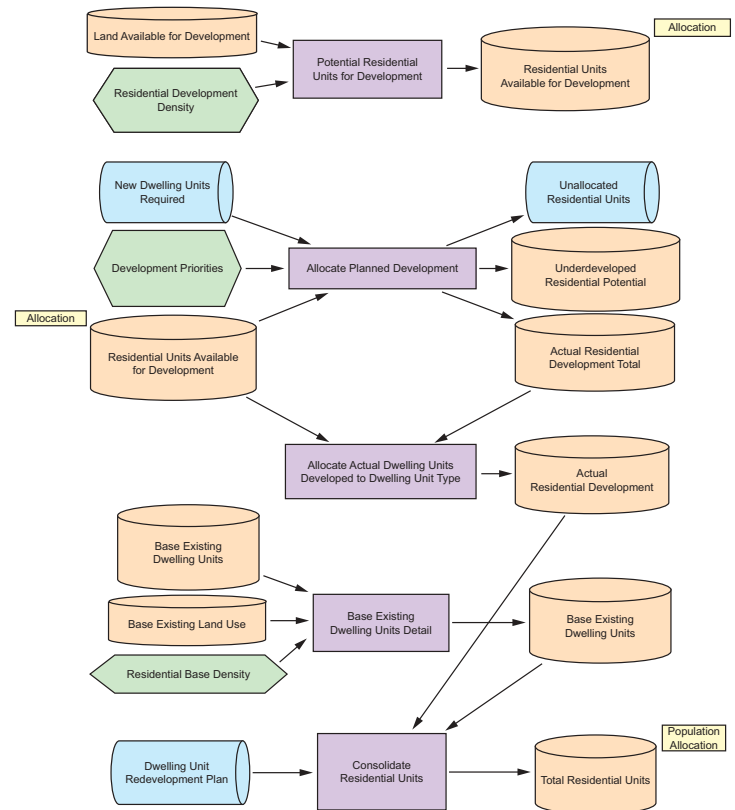 Land Available for Development
Allocation
Potential Residential
Units for Development
Residential Units
Available for Development
Residential Development
Density
New Dwelling Units
Required
Unallocated
Residential Units
Development Priorities
Allocate Planned Development
Underdeveloped
Residential Potential
Allocation
Residential Units Available
for Development
Actual Residential
Development Total
Allocate Actual Dwelling Units
Developed to Dwelling Unit Type
Actual
Residential Development
Base Existing
Dwelling Units
Base Existing Land Use
Base Existing
Dwelling Units Detail
Base Existing
Dwelling Units
Residential Base Density
Population
Allocation
Dwelling Unit
Redevelopment Plan
Consolidate
Residential Units
Total Residential Units